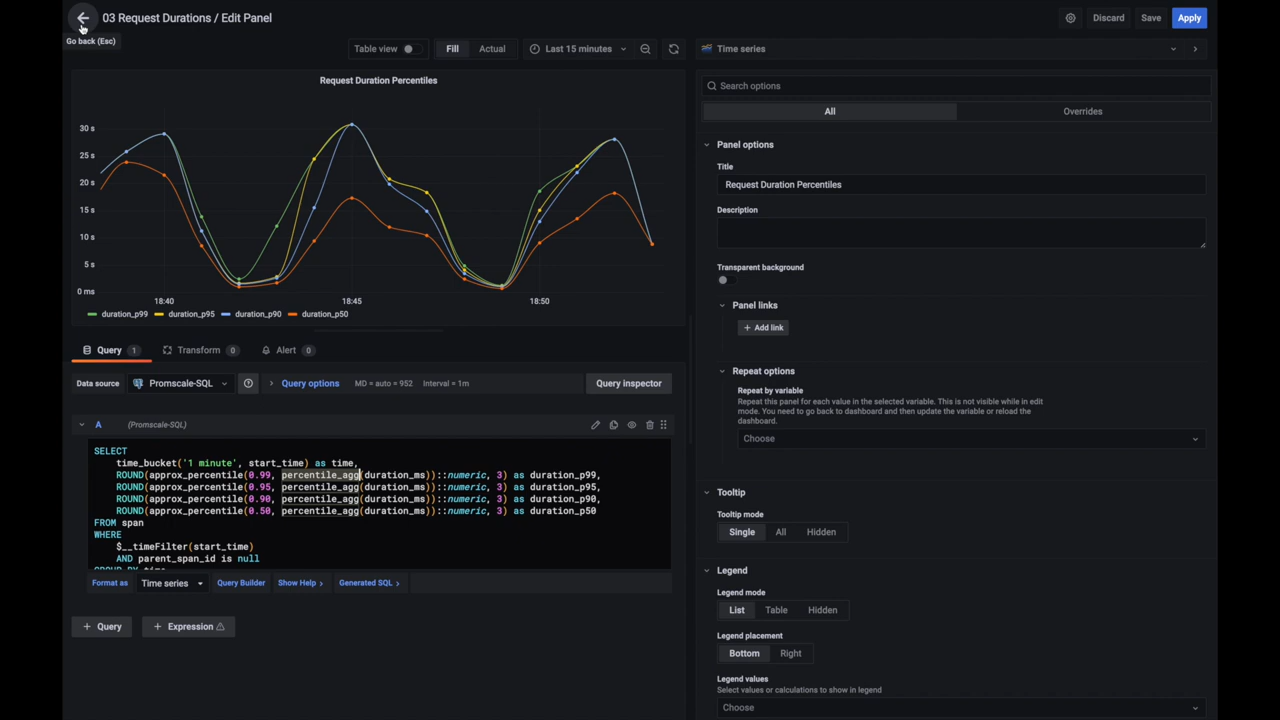 03 Request Durations / Edit Panel
Discard
Save
Apply
Go back (Esc)
Table view
Fill
Actual
Last 15 minutes
Time series
Request Duration Percentiles
30 s
25 s
20 s
15 s
10 s
5 s
0 ms
18:40
18:45
18:50
duration_p99
duration_p95
duration_p90
duration_p50
Search options
All
Overrides
Panel options
Title
Request Duration Percentiles
Description
Transparent background
Panel links
+ Add link
Repeat options
Repeat by variable
Repeat this panel for each value in the selected variable. This is not visible while in edit
mode. You need to go back to dashboard and then update the variable or reload the
dashboard.
Choose
Tooltip
Tooltip mode
Single
All
Hidden
Legend
Legend mode
List
Table
Hidden
Legend placement
Bottom
Right
Legend values
Select values or calculations to show in legend
Choose
Query 1
Transform 0
Alert 0
Data source
Promscale-SQL
Query options
MD = auto = 952
Interval = 1m
Query inspector
A
(Promscale-SQL)
SELECT
time_bucket('1 minute', start_time) as time,
ROUND(approx_percentile(0.99, percentile_agg(duration_ms))::numeric, 3) as duration_p99,
ROUND(approx_percentile(0.95, percentile_agg(duration_ms))::numeric, 3) as duration_p95,
ROUND(approx_percentile(0.90, percentile_agg(duration_ms))::numeric, 3) as duration_p90,
ROUND(approx_percentile(0.50, percentile_agg(duration_ms))::numeric, 3) as duration_p50
FROM span
WHERE
$__timeFilter(start_time)
AND parent_span_id is null
GROUP BY time
Format as
Time series
Query Builder
Show Help >
Generated SQL >
+ Query
+ Expression